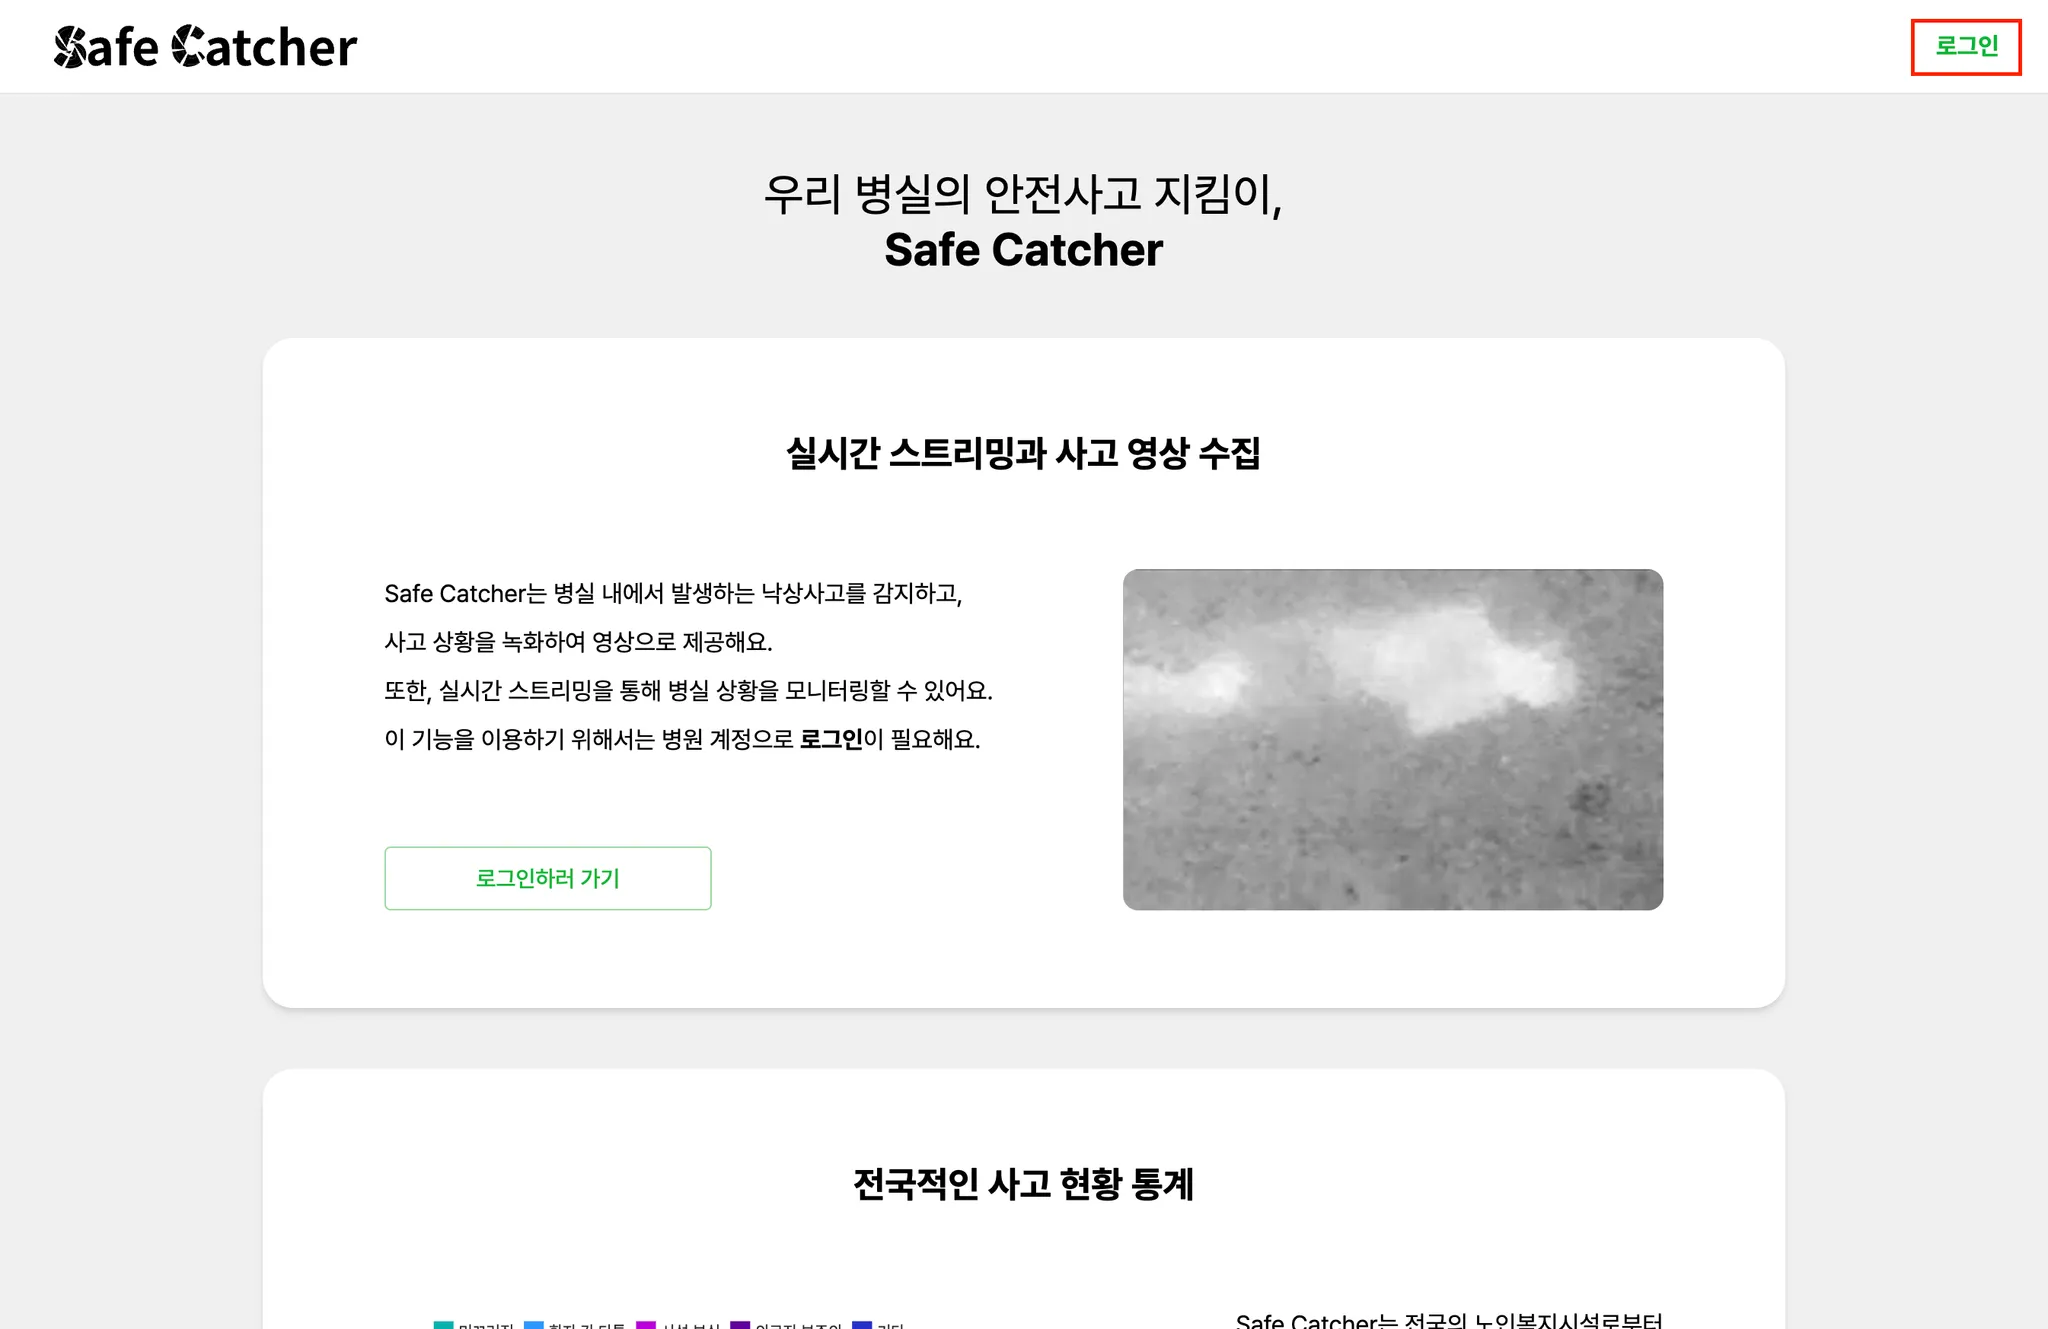 Safe Catcher
로그인
우리 병실의 안전사고 지킴이,
Safe Catcher
실시간 스트리밍과 사고 영상 수집
Safe Catcher는 병실 내에서 발생하는 낙상사고를 감지하고,
사고 상황을 녹화하여 영상으로 제공해요.
또한, 실시간 스트리밍을 통해 병실 상황을 모니터링할 수 있어요.
이 기능을 이용하기 위해서는 병원 계정으로 로그인이 필요해요.
로그인하러 가기
전국적인 사고 현황 통계
Safe Catcher는 전국의 노인복지시설로부터